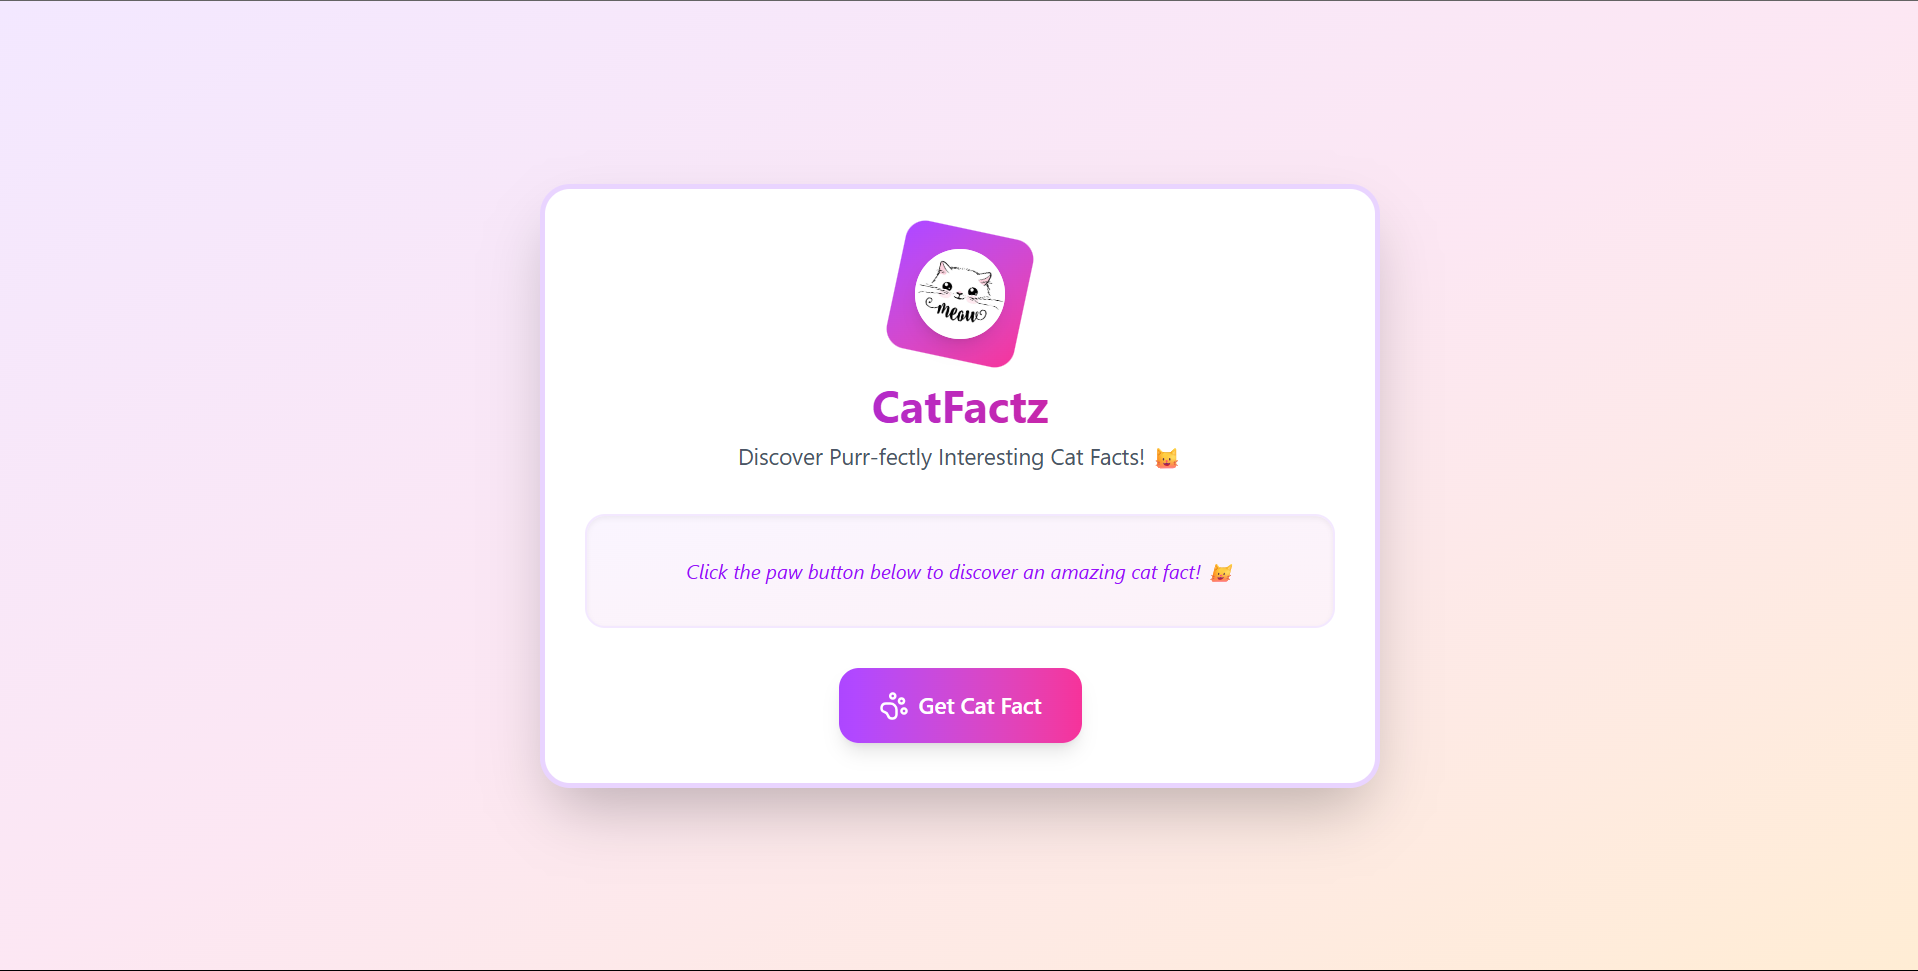 meow
CatFactz
Discover Purr-fectly Interesting Cat Facts! 🐱
Click the paw button below to discover an amazing cat fact! 🐱
Get Cat Fact